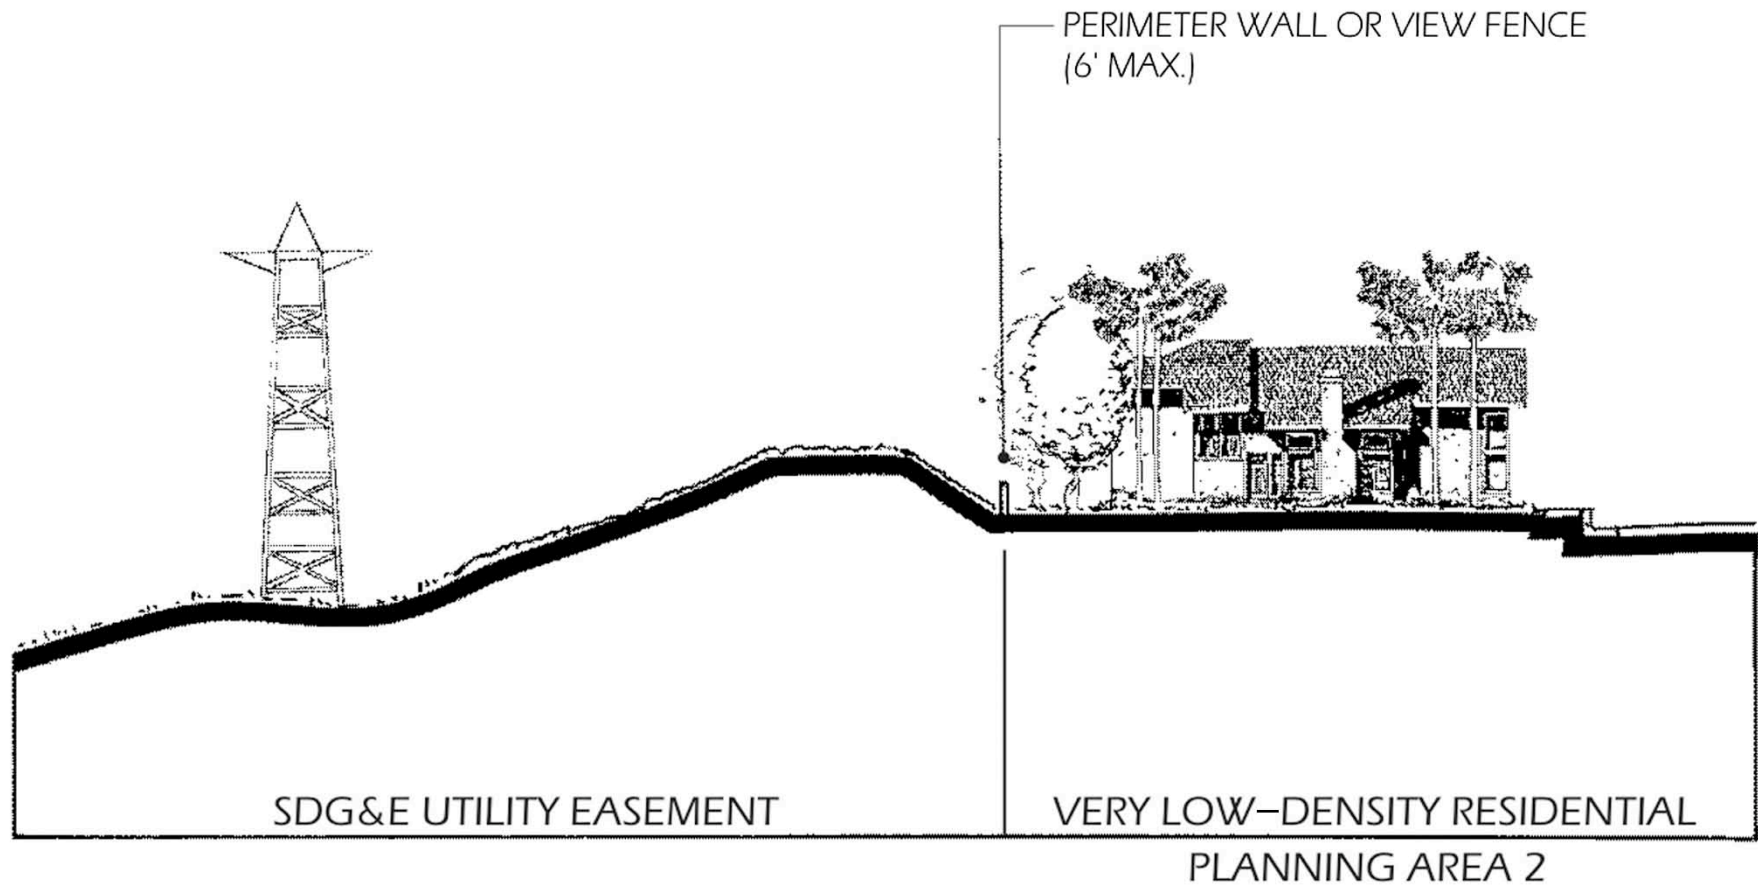 PERIMETER WALL OR VIEW FENCE
(6' MAX.)
SDG&E UTILITY EASEMENT
VERY LOW-DENSITY RESIDENTIAL
PLANNING AREA 2